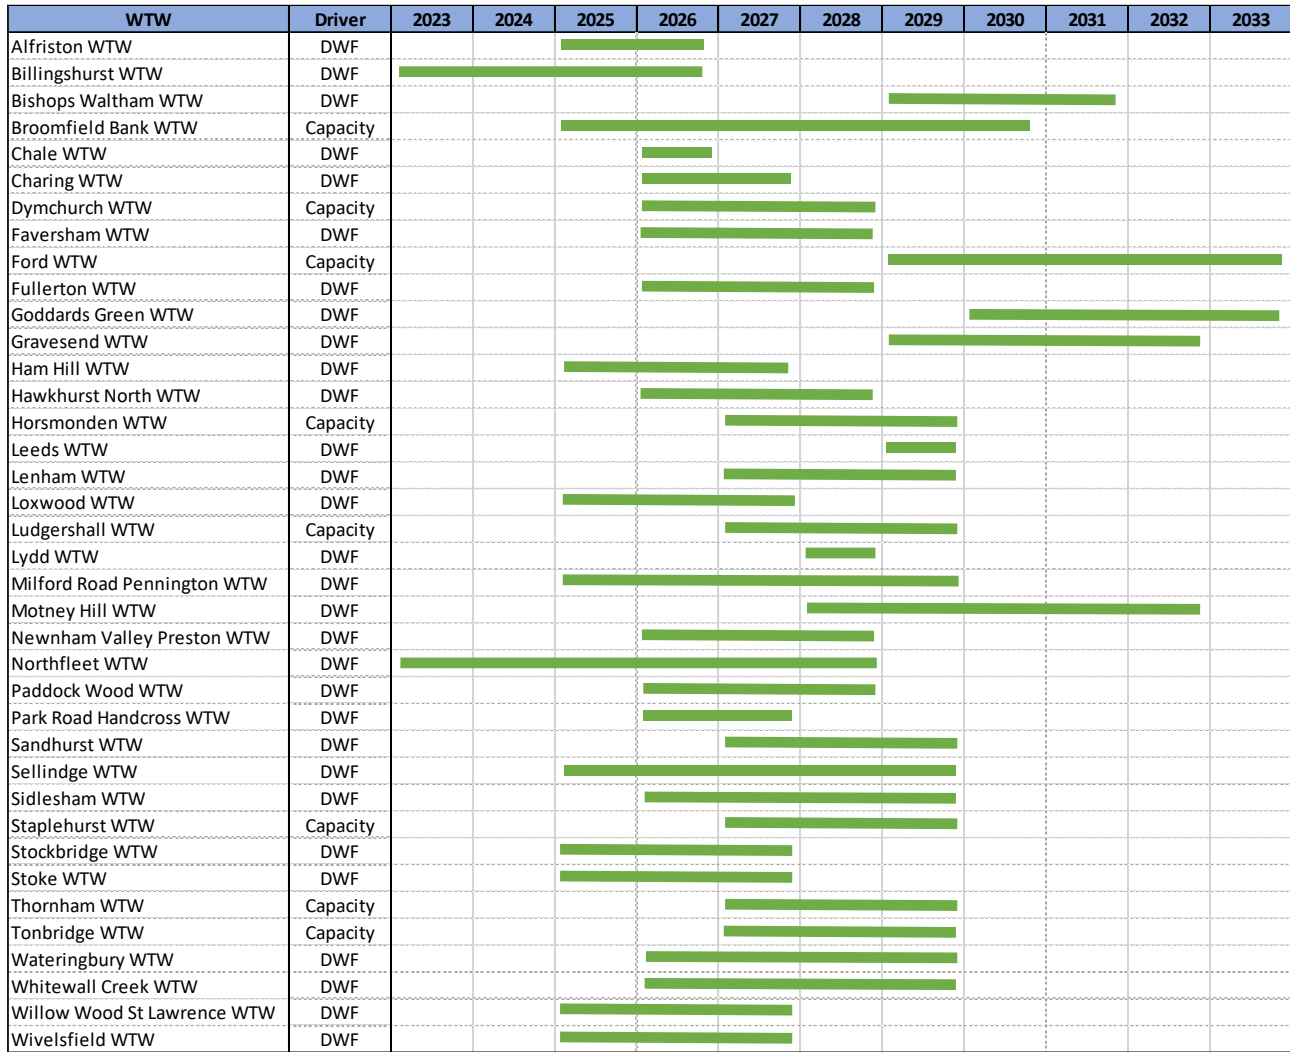 WTW Driver 2023 2024 2025 2026 2027 2028 2029 2030 2031 2032 2033
Alfriston WTW DWF
Billingshurst WTW DWF
Bishops Waltham WTW DWF
Broomfield Bank WTW Capacity
Chale WTW DWF
Charing WTW DWF
Dymchurch WTW Capacity
Faversham WTW DWF
Ford WTW Capacity
Fullerton WTW DWF
Goddards Green WTW DWF
Gravesend WTW DWF
Ham Hill WTW DWF
Hawkhurst North WTW DWF
Horsmonden WTW Capacity
Leeds WTW DWF
Lenham WTW DWF
Loxwood WTW DWF
Ludgershall WTW Capacity
Lydd WTW DWF
Milford Road Pennington WTW DWF
Motney Hill WTW DWF
Newnham Valley Preston WTW DWF
Northfleet WTW DWF
Paddock Wood WTW DWF
Park Road Handcross WTW DWF
Sandhurst WTW DWF
Sellindge WTW DWF
Sidlesham WTW DWF
Staplehurst WTW Capacity
Stockbridge WTW DWF
Stoke WTW DWF
Thornham WTW Capacity
Tonbridge WTW Capacity
Wateringbury WTW DWF
Whitewall Creek WTW DWF
Willow Wood St Lawrence WTW DWF
Wivelsfield WTW DWF